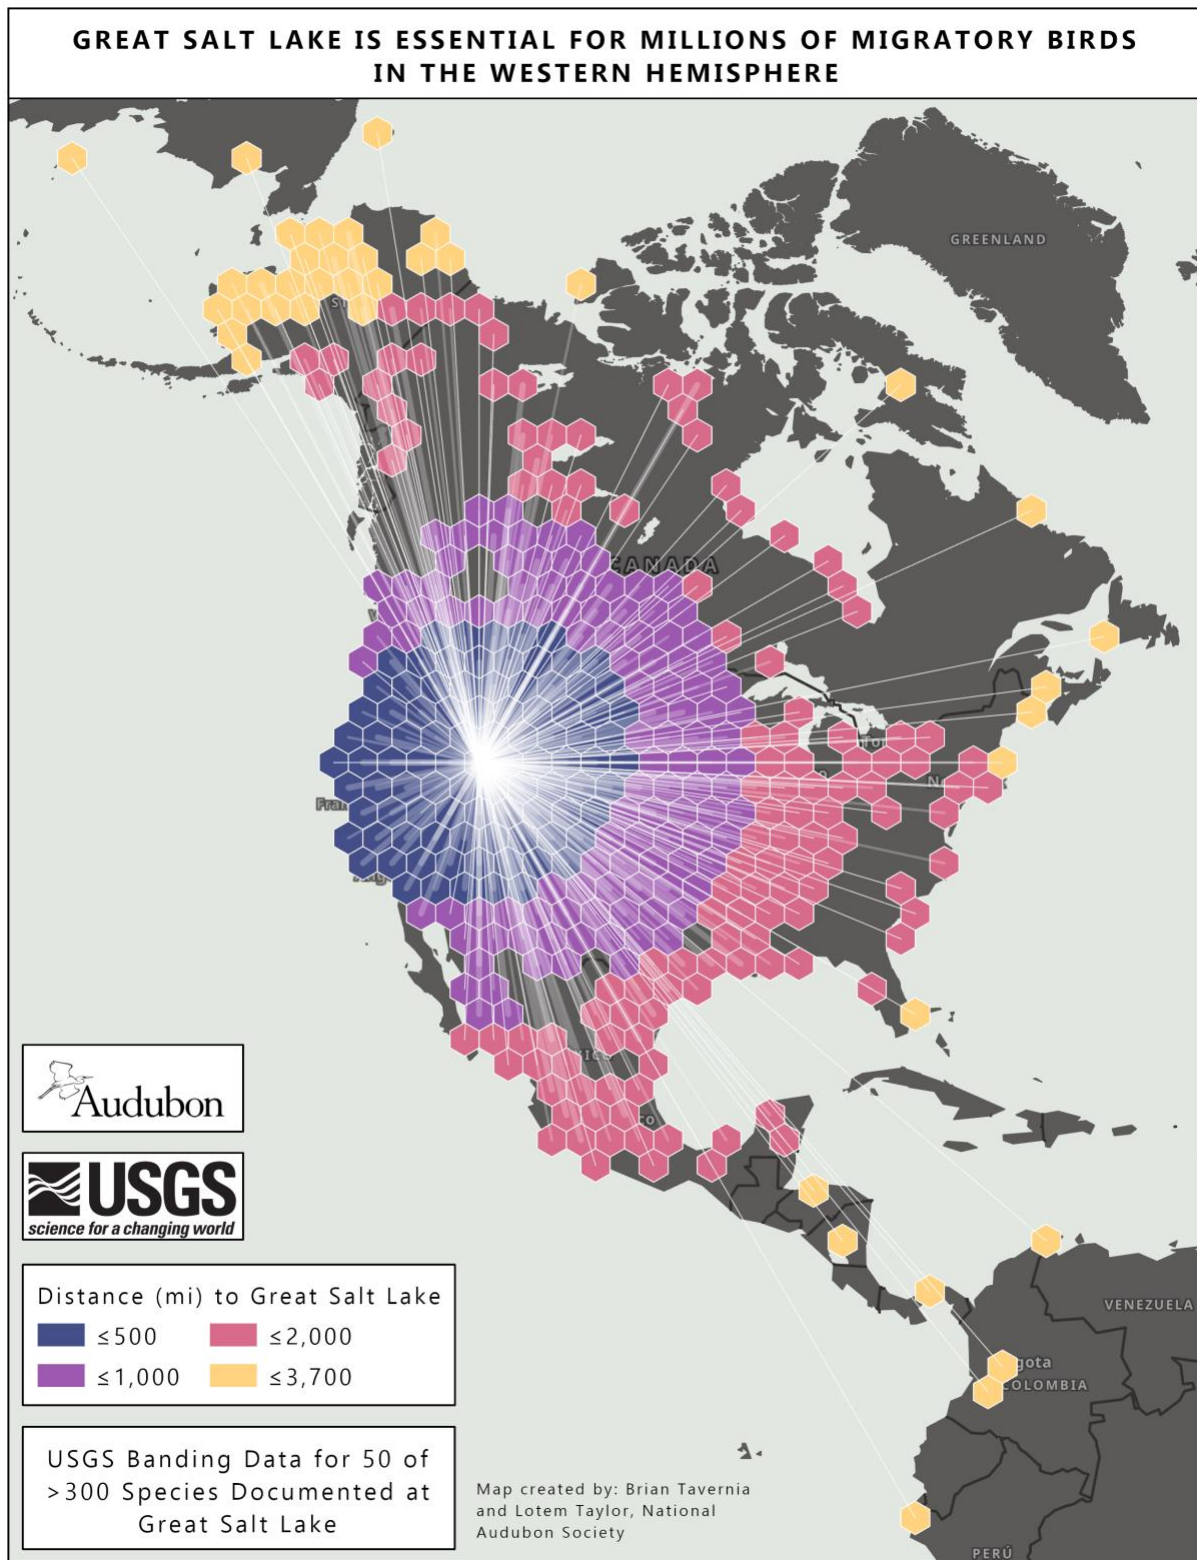 GREAT SALT LAKE IS ESSENTIAL FOR MILLIONS OF MIGRATORY BIRDS
IN THE WESTERN HEMISPHERE
GREENLAND
CANADA
VENEZUELA
COLOMBIA
PERÚ
Audubon
USGS
science for a changing world
Distance (mi) to Great Salt Lake
≤500
≤2,000
≤1,000
≤3,700
USGS Banding Data for 50 of
>300 Species Documented at
Great Salt Lake
Map created by: Brian Tavernia
and Lotem Taylor, National
Audubon Society